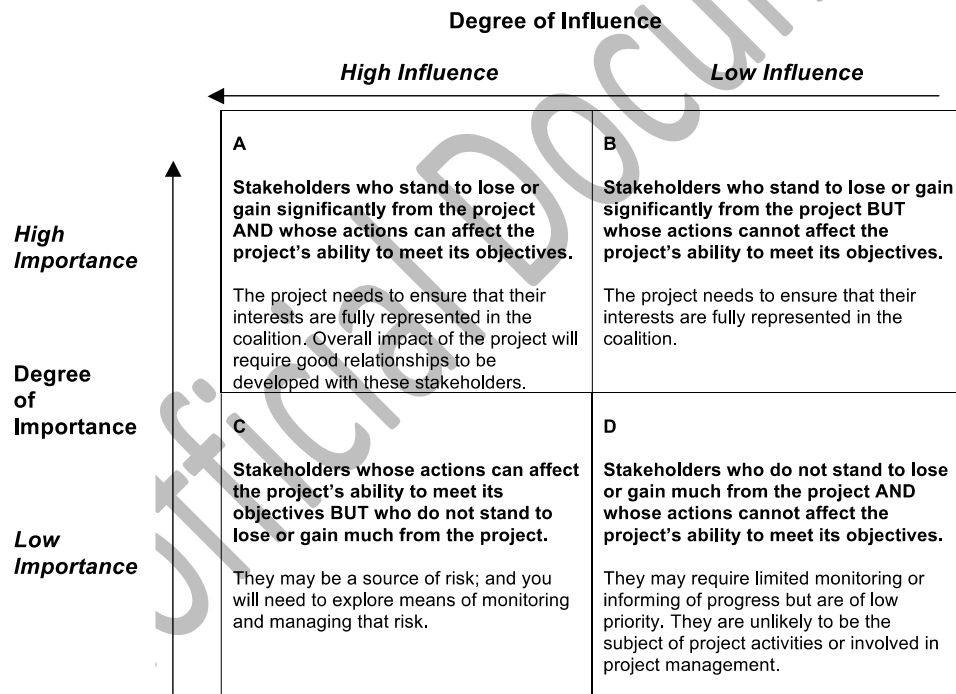 Degree of Influence
High Influence
Low Influence
A
Stakeholders who stand to lose or
gain significantly from the project
AND whose actions can affect the
project's ability to meet its objectives.
The project needs to ensure that their
interests are fully represented in the
coalition. Overall impact of the project will
require good relationships to be
developed with these stakeholders.
B
Stakeholders who stand to lose or gain
significantly from the project BUT
whose actions cannot affect the
project's ability to meet its objectives.
The project needs to ensure that their
interests are fully represented in the
coalition.
High
Importance
Degree
of
Importance
Low
Importance
C
Stakeholders whose actions can affect
the project's ability to meet its
objectives BUT who do not stand to
lose or gain much from the project.
They may be a source of risk; and you
will need to explore means of monitoring
and managing that risk.
D
Stakeholders who do not stand to lose
or gain much from the project AND
whose actions cannot affect the
project's ability to meet its objectives.
They may require limited monitoring or
informing of progress but are of low
priority. They are unlikely to be the
subject of project activities or involved in
project management.